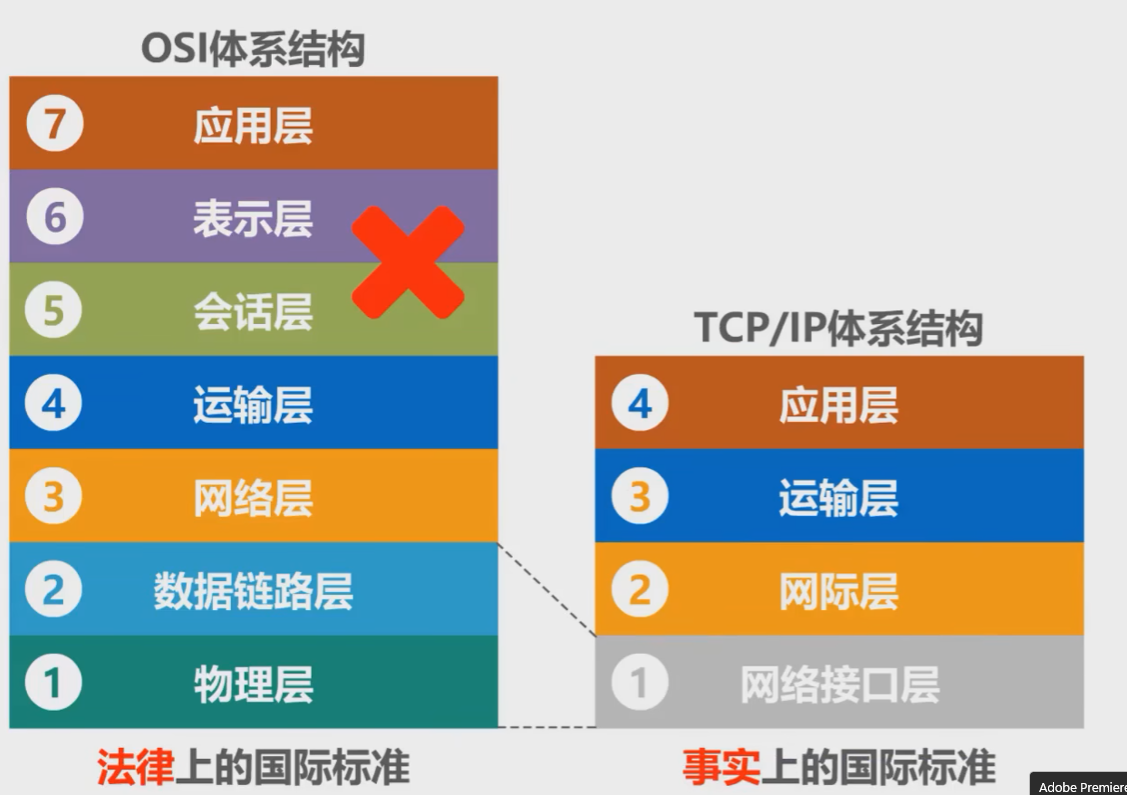 OSI体系结构
7 应用层
6 表示层
5 会话层
4 运输层
3 网络层
2 数据链路层
1 物理层
法律上的国际标准
TCP/IP体系结构
4 应用层
3 运输层
2 网际层
1 网络接口层
事实上的国际标准
Adobe Premiere